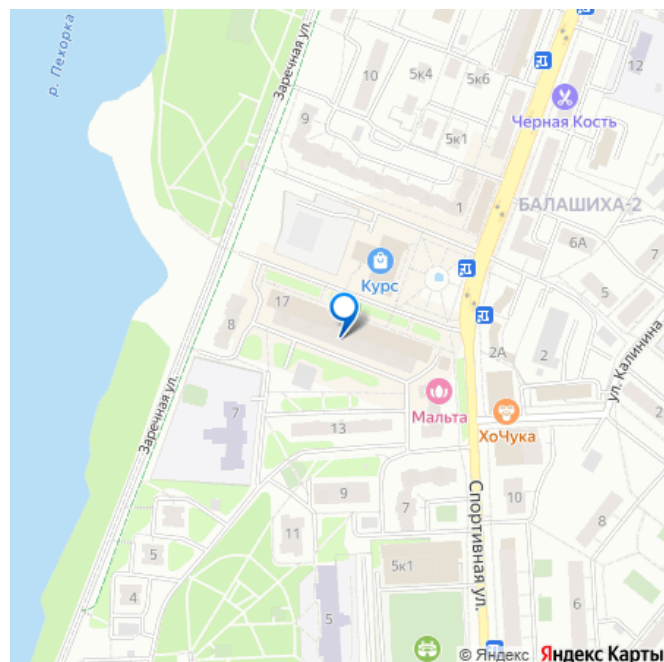 р. Пехорка
Заречная ул.
10
5к4
5к6
12
Черная Кость
9
5к1
1
БАЛАШИХА-2
6А
Курс
5
17
8
2А
2
ул. Калинина
Мальта
ХоЧука
2
Заречная ул.
7
13
9
7
10
Спортивная ул.
11
8
5
5к1
4
5
6
© Яндекс Яндекс Карты